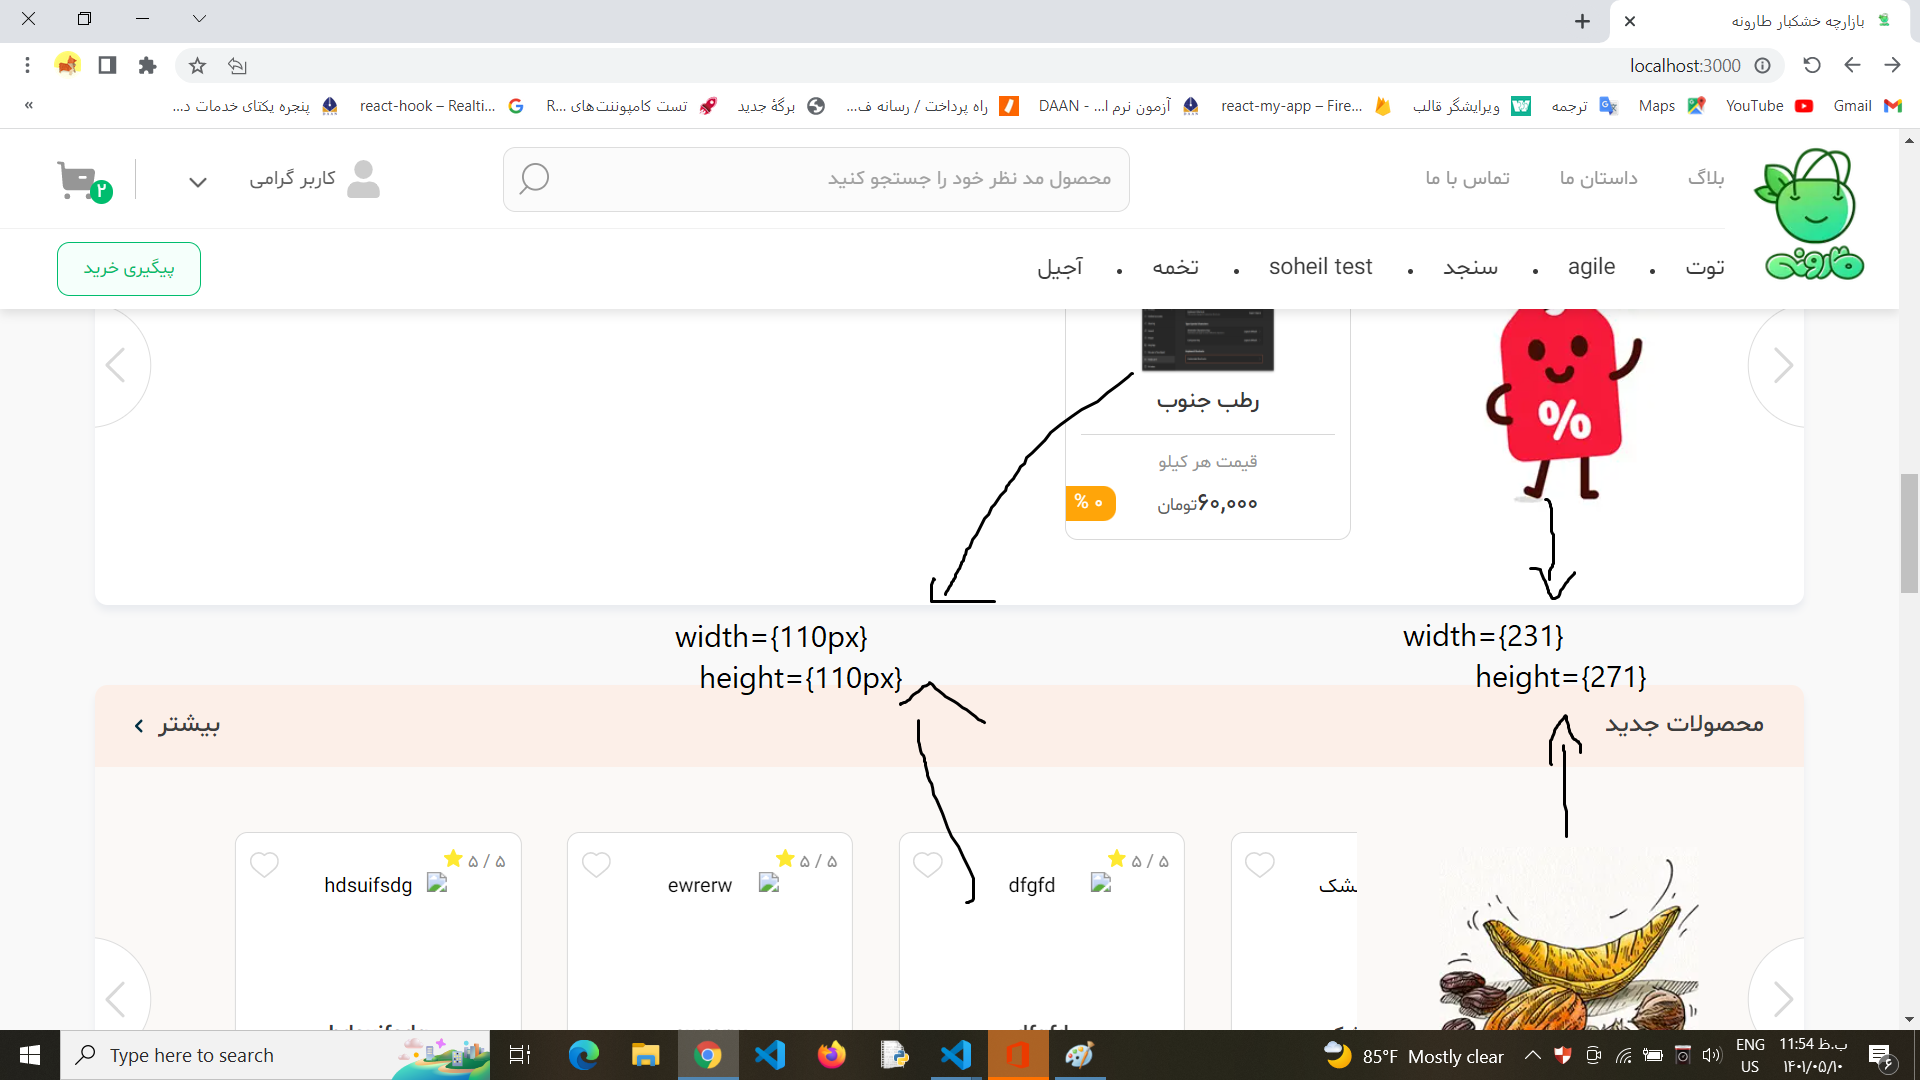 بازارچه خشکبار طارونه
localhost:3000
Gmail
YouTube
Maps
ترجمه
ویرایشگر قالب
react-my-app – Fire...
آزمون نرم ا... - DAAN
راه پرداخت / رسانه ف...
برگهٔ جدید
تست کامپوننت‌های ...R
react-hook – Realti...
پنجره یکتای خدمات د...
»
بلاگ
داستان ما
تماس با ما
محصول مد نظر خود را جستجو کنید
کاربر گرامی
۲
طارونه
توت
agile
سنجد
soheil test
تخمه
آجیل
پیگیری خرید
%
رطب جنوب
قیمت هر کیلو
۶۰,۰۰۰تومان
۰ %
width={110px}
height={110px}
width={231}
height={271}
محصولات جدید
بیشتر
۵ / ۵
dfgfd
۵ / ۵
ewrerw
۵ / ۵
hdsuifsdg
Type here to search
85°F Mostly clear
ENG
US
11:54 ب.ظ
۱۴۰۱/۰۵/۱۰
۶